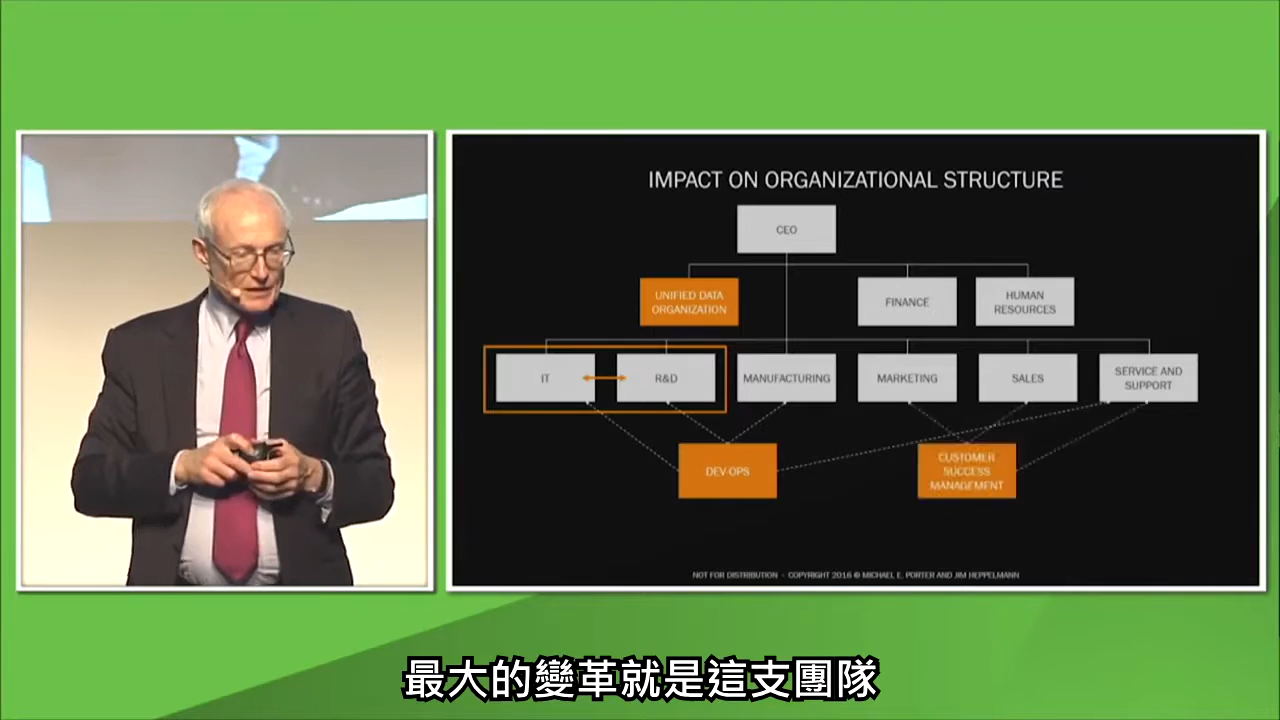 IMPACT ON ORGANIZATIONAL STRUCTURE
CEO
UNIFIED DATA
ORGANIZATION
FINANCE
HUMAN
RESOURCES
IT
R&D
MANUFACTURING
MARKETING
SALES
SERVICE AND
SUPPORT
DEV OPS
CUSTOMER
SUCCESS
MANAGEMENT
NOT FOR DISTRIBUTION - COPYRIGHT 2016 © MICHAEL E. PORTER AND JIM HEPPELMANN
最大的變革就是這支團隊